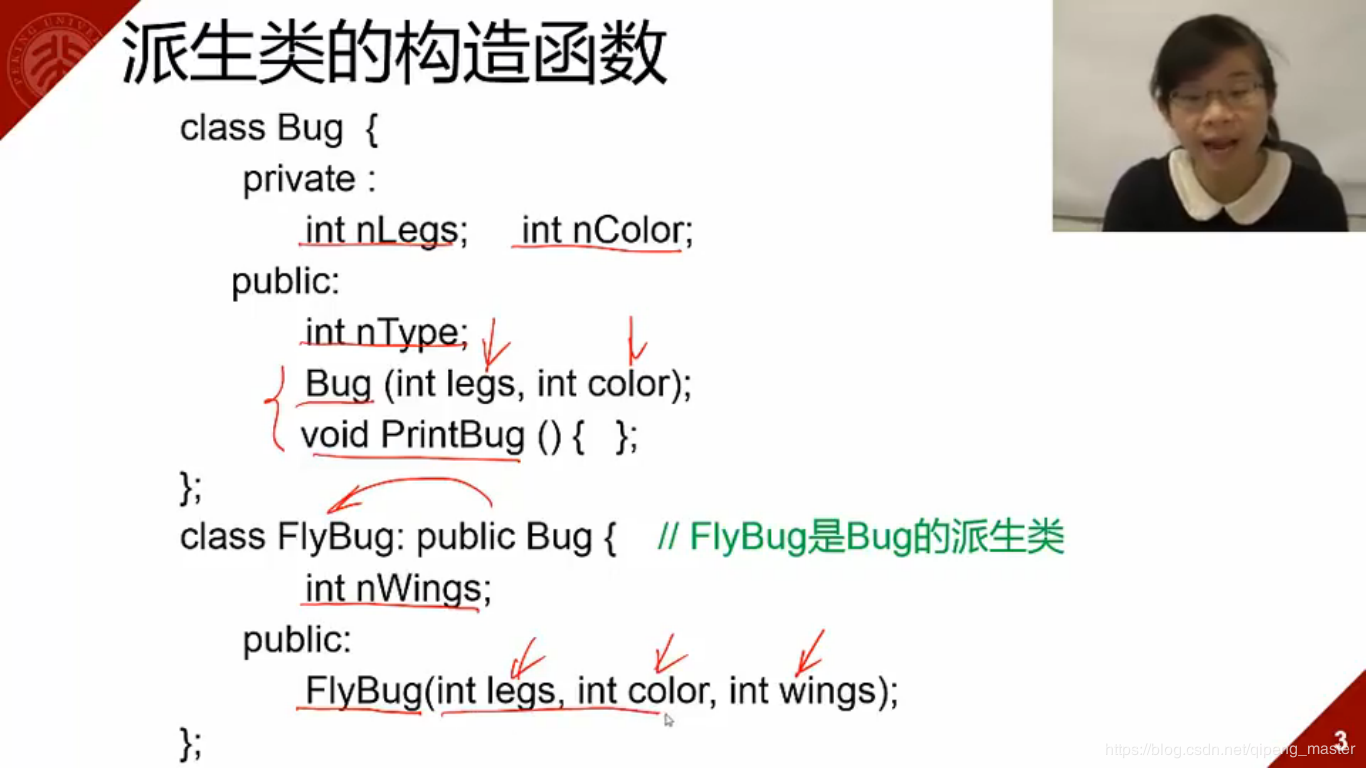 派生类的构造函数
class Bug {
private :
int nLegs; int nColor;
public:
int nType;
Bug (int legs, int color);
void PrintBug () { };
};
class FlyBug: public Bug { // FlyBug是Bug的派生类
int nWings;
public:
FlyBug(int legs, int color, int wings);
};
3
https://blog.csdn.net/qipang_master